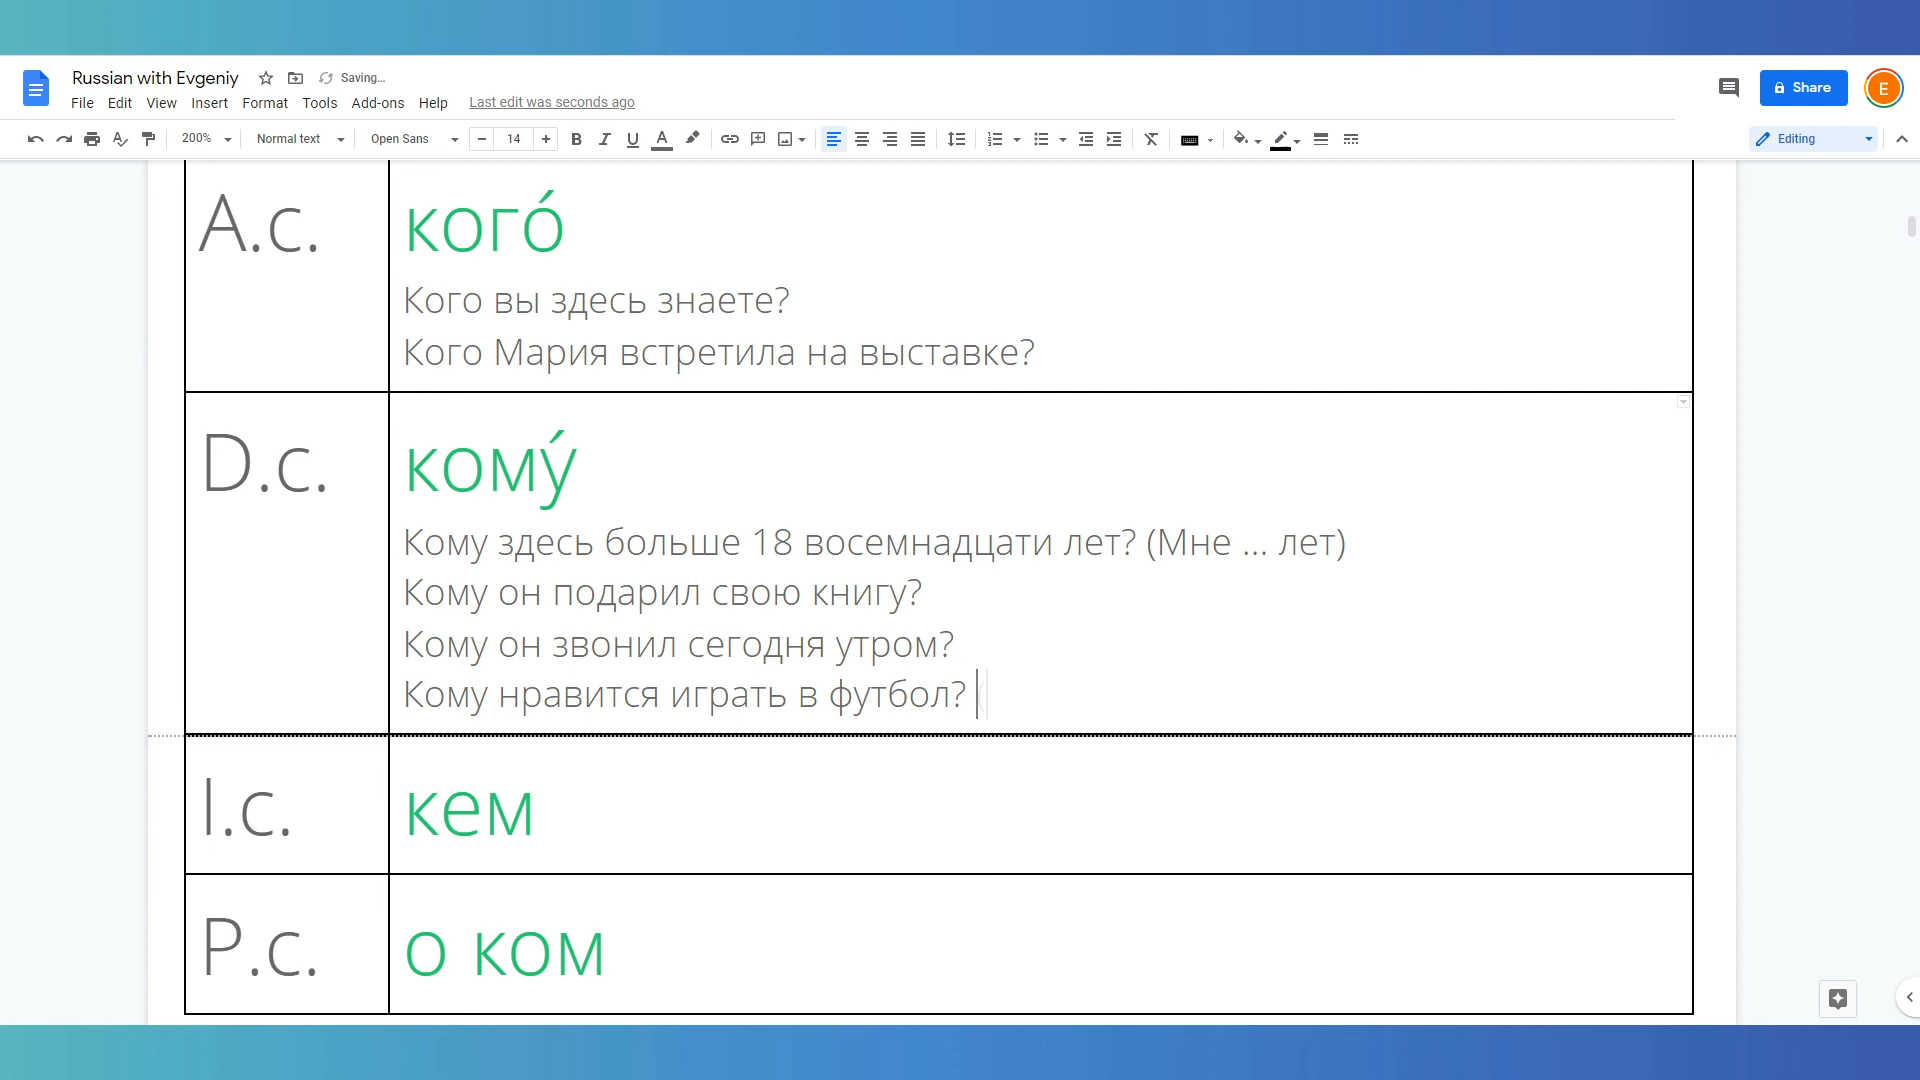 Russian with Evgeniy Saving...
File Edit View Insert Format Tools Add-ons Help Last edit was seconds ago
Share
E
200% Normal text Open Sans − 14 + B I U A Editing
А.с. когó
Кого вы здесь знаете?
Кого Мария встретила на выставке?
D.c. кому́
Кому здесь больше 18 восемнадцати лет? (Мне ... лет)
Кому он подарил свою книгу?
Кому он звонил сегодня утром?
Кому нравится играть в футбол?
I.c. кем
P.c. о ком